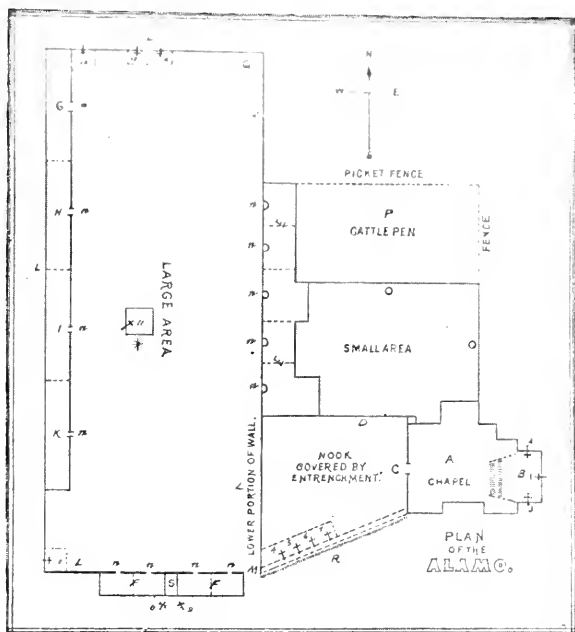 N
W E
G
G
PICKET FENCE
P
CATTLE PEN
FENCE
H
L
LARGE AREA
I
SMALL AREA
K
D
NOOK
COVERED BY
ENTRENCHMENT.
C
A
CHAPEL
B
LOWER PORTION OF WALL.
L
R
PLAN
OF THE
ALAMO.
L
M
F
S
F